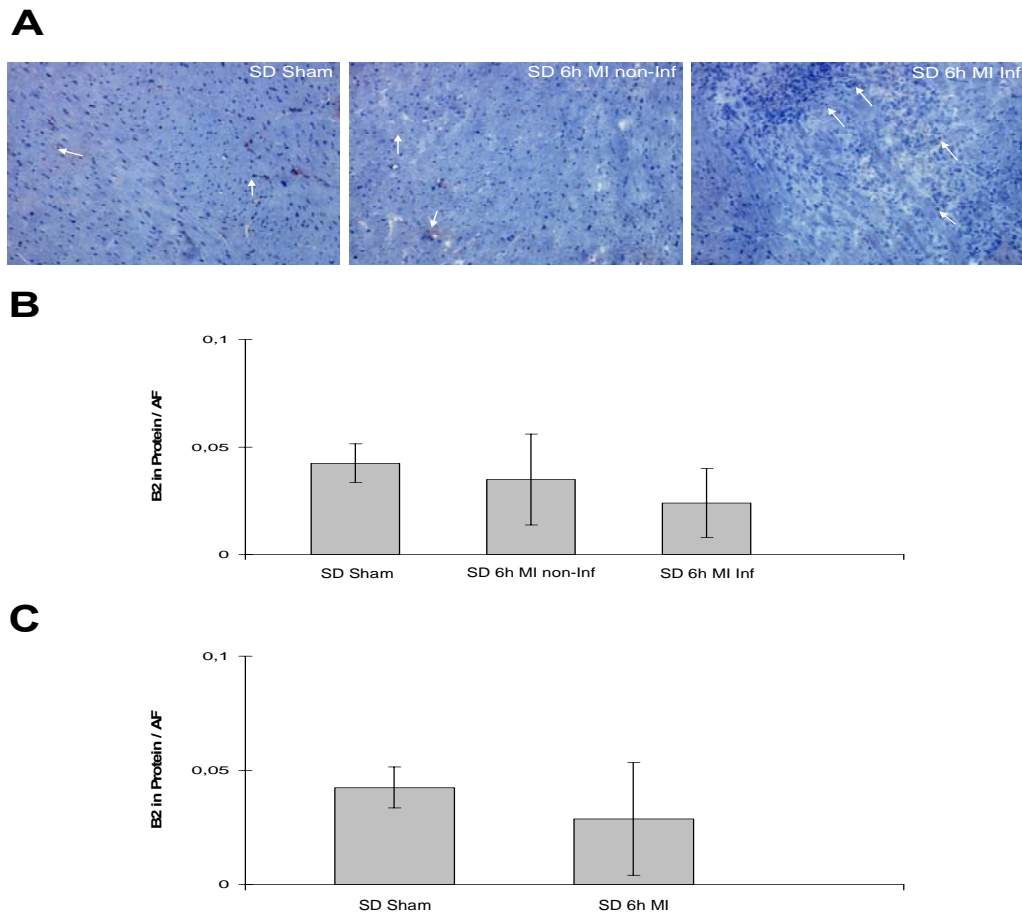 A
SD Sham
SD 6h MI non-Inf
SD 6h MI Inf
B
0,1
0,05
0
B2 in Protein / AF
SD Sham
SD 6h MI non-Inf
SD 6h MI Inf
C
0,1
0,05
0
B2 in Protein / AF
SD Sham
SD 6h MI